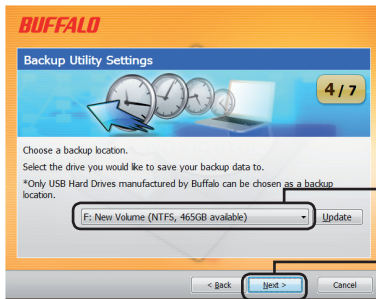 BUFFALO
Backup Utility Settings
4 / 7
Choose a backup location.
Select the drive you would like to save your backup data to.
*Only USB Hard Drives manufactured by Buffalo can be chosen as a backup
location.
F: New Volume (NTFS, 465GB available)
Update
< Back
Next >
Cancel